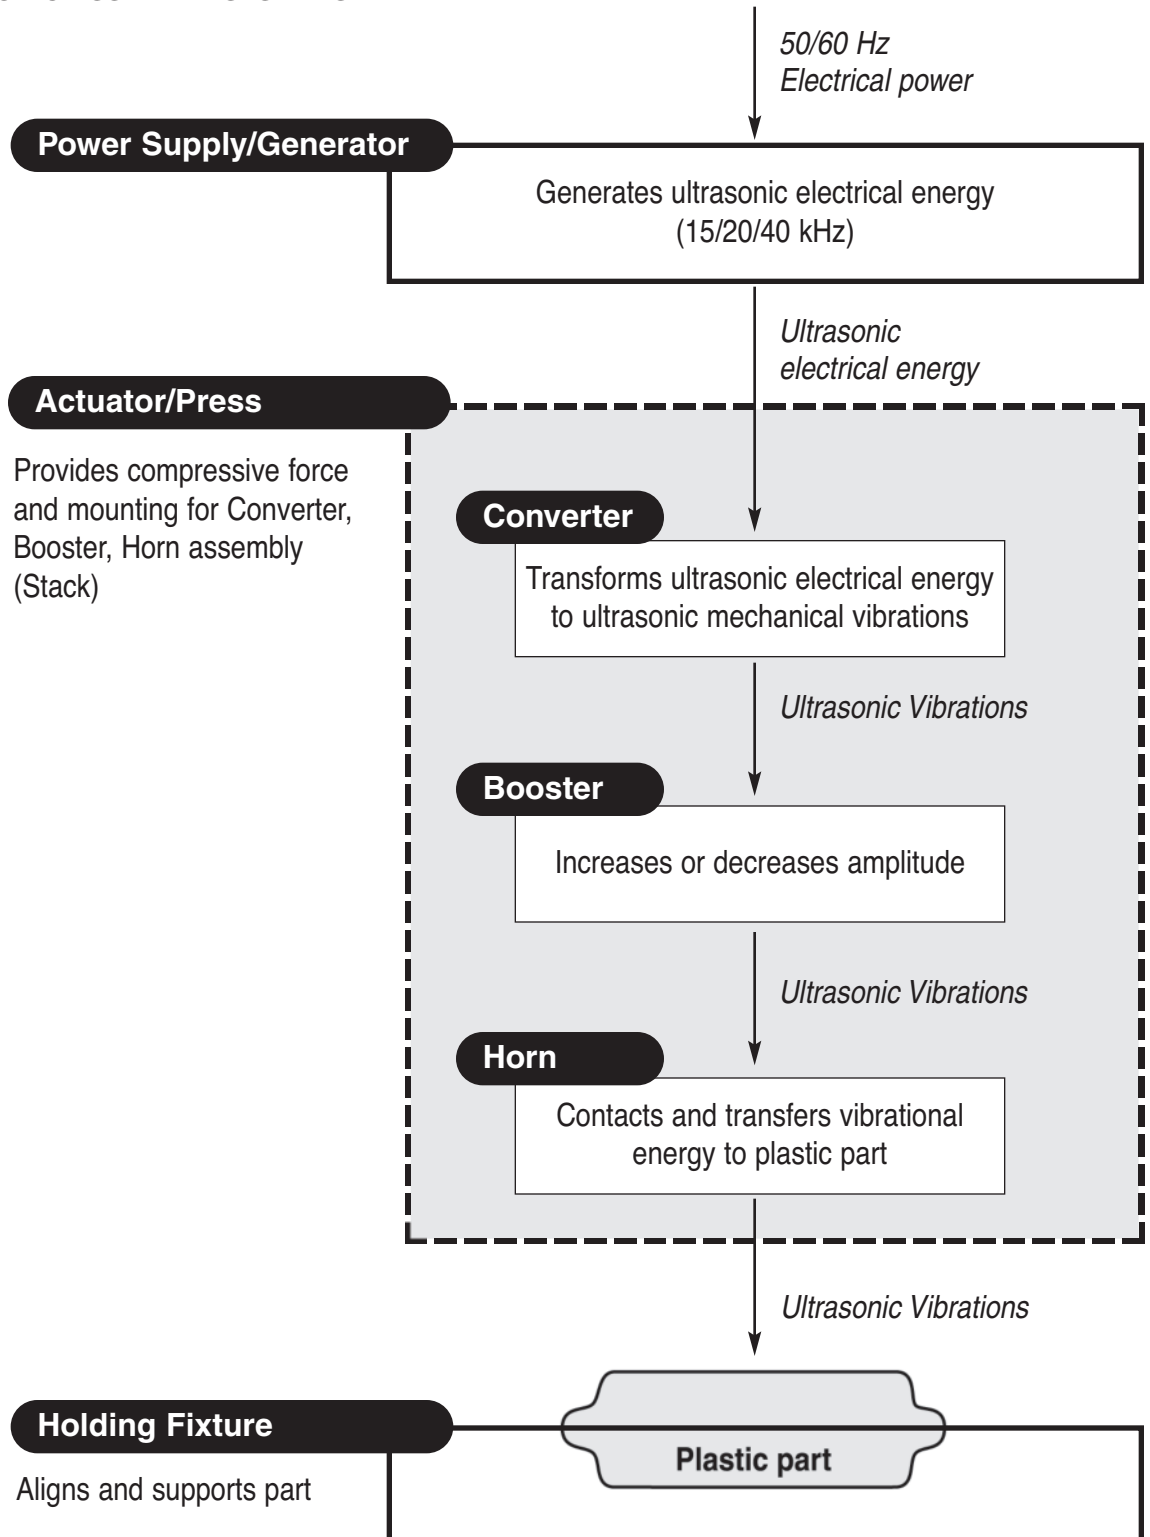 50/60 Hz
Electrical power
Power Supply/Generator
Generates ultrasonic electrical energy
(15/20/40 kHz)
Ultrasonic
electrical energy
Actuator/Press
Provides compressive force
and mounting for Converter,
Booster, Horn assembly
(Stack)
Converter
Transforms ultrasonic electrical energy
to ultrasonic mechanical vibrations
Ultrasonic Vibrations
Booster
Increases or decreases amplitude
Ultrasonic Vibrations
Horn
Contacts and transfers vibrational
energy to plastic part
Ultrasonic Vibrations
Holding Fixture
Plastic part
Aligns and supports part